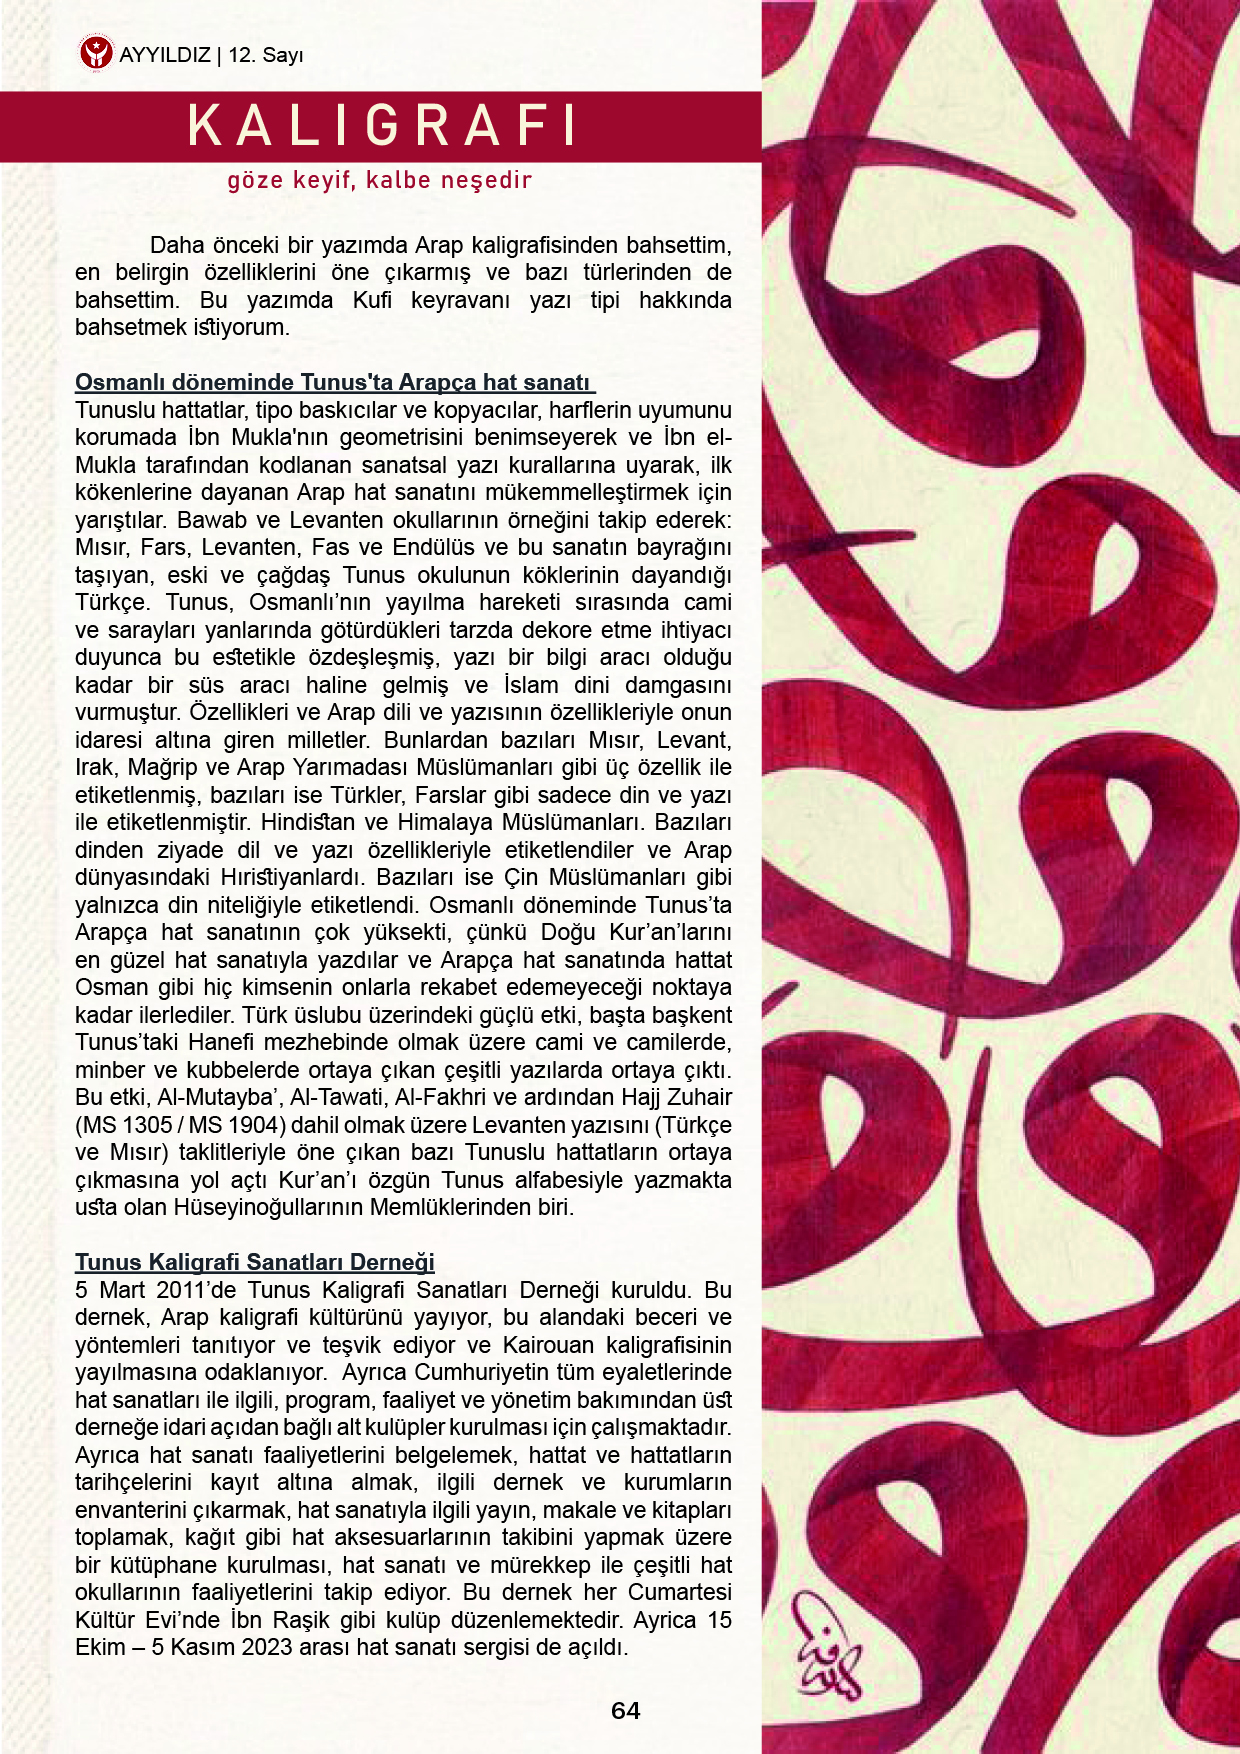 AYYILDIZ | 12. Sayı
KALIGRAFI
göze keyif, kalbe neşedir
Daha önceki bir yazımda Arap kaligrafisinden bahsettim,
en belirgin özelliklerini öne çıkarmış ve bazı türlerinden de
bahsettim. Bu yazımda Kufi keyravanı yazı tipi hakkında
bahsetmek istiyorum.
Osmanlı döneminde Tunus'ta Arapça hat sanatı
Tunuslu hattatlar, tipo baskıcılar ve kopyacılar, harflerin uyumunu
korumada İbn Mukla'nın geometrisini benimseyerek ve İbn el-
Mukla tarafından kodlanan sanatsal yazı kurallarına uyarak, ilk
kökenlerine dayanan Arap hat sanatını mükemmelleştirmek için
yarıştılar. Bawab ve Levanten okullarının örneğini takip ederek:
Mısır, Fars, Levanten, Fas ve Endülüs ve bu sanatın bayrağını
taşıyan, eski ve çağdaş Tunus okulunun köklerinin dayandığı
Türkçe. Tunus, Osmanlı’nın yayılma hareketi sırasında cami
ve sarayları yanlarında götürdükleri tarzda dekore etme ihtiyacı
duyunca bu estetikle özdeşleşmiş, yazı bir bilgi aracı olduğu
kadar bir süs aracı haline gelmiş ve İslam dini damgasını
vurmuştur. Özellikleri ve Arap dili ve yazısının özellikleriyle onun
idaresi altına giren milletler. Bunlardan bazıları Mısır, Levant,
Irak, Mağrip ve Arap Yarımadası Müslümanları gibi üç özellik ile
etiketlenmiş, bazıları ise Türkler, Farslar gibi sadece din ve yazı
ile etiketlenmiştir. Hindistan ve Himalaya Müslümanları. Bazıları
dinden ziyade dil ve yazı özellikleriyle etiketlendiler ve Arap
dünyasındaki Hıristiyanlardı. Bazıları ise Çin Müslümanları gibi
yalnızca din niteliğiyle etiketlendi. Osmanlı döneminde Tunus’ta
Arapça hat sanatının çok yüksekti, çünkü Doğu Kur’an’larını
en güzel hat sanatıyla yazdılar ve Arapça hat sanatında hattat
Osman gibi hiç kimsenin onlarla rekabet edemeyeceği noktaya
kadar ilerlediler. Türk üslubu üzerindeki güçlü etki, başta başkent
Tunus’taki Hanefi mezhebinde olmak üzere cami ve camilerde,
minber ve kubbelerde ortaya çıkan çeşitli yazılarda ortaya çıktı.
Bu etki, Al-Mutayba’, Al-Tawati, Al-Fakhri ve ardından Hajj Zuhair
(MS 1305 / MS 1904) dahil olmak üzere Levanten yazısını (Türkçe
ve Mısır) taklitleriyle öne çıkan bazı Tunuslu hattatların ortaya
çıkmasına yol açtı Kur’an’ı özgün Tunus alfabesiyle yazmakta
usta olan Hüseyinoğullarının Memlüklerinden biri.
Tunus Kaligrafi Sanatları Derneği
5 Mart 2011’de Tunus Kaligrafi Sanatları Derneği kuruldu. Bu
dernek, Arap kaligrafi kültürünü yayıyor, bu alandaki beceri ve
yöntemleri tanıtıyor ve teşvik ediyor ve Kairouan kaligrafisinin
yayılmasına odaklanıyor. Ayrıca Cumhuriyetin tüm eyaletlerinde
hat sanatları ile ilgili, program, faaliyet ve yönetim bakımından üst
derneğe idari açıdan bağlı alt kulüpler kurulması için çalışmaktadır.
Ayrıca hat sanatı faaliyetlerini belgelemek, hattat ve hattatların
tarihçelerini kayıt altına almak, ilgili dernek ve kurumların
envanterini çıkarmak, hat sanatıyla ilgili yayın, makale ve kitapları
toplamak, kağıt gibi hat aksesuarlarının takibini yapmak üzere
bir kütüphane kurulması, hat sanatı ve mürekkep ile çeşitli hat
okullarının faaliyetlerini takip ediyor. Bu dernek her Cumartesi
Kültür Evi’nde İbn Raşik gibi kulüp düzenlemektedir. Ayrica 15
Ekim – 5 Kasım 2023 arası hat sanatı sergisi de açıldı.
64